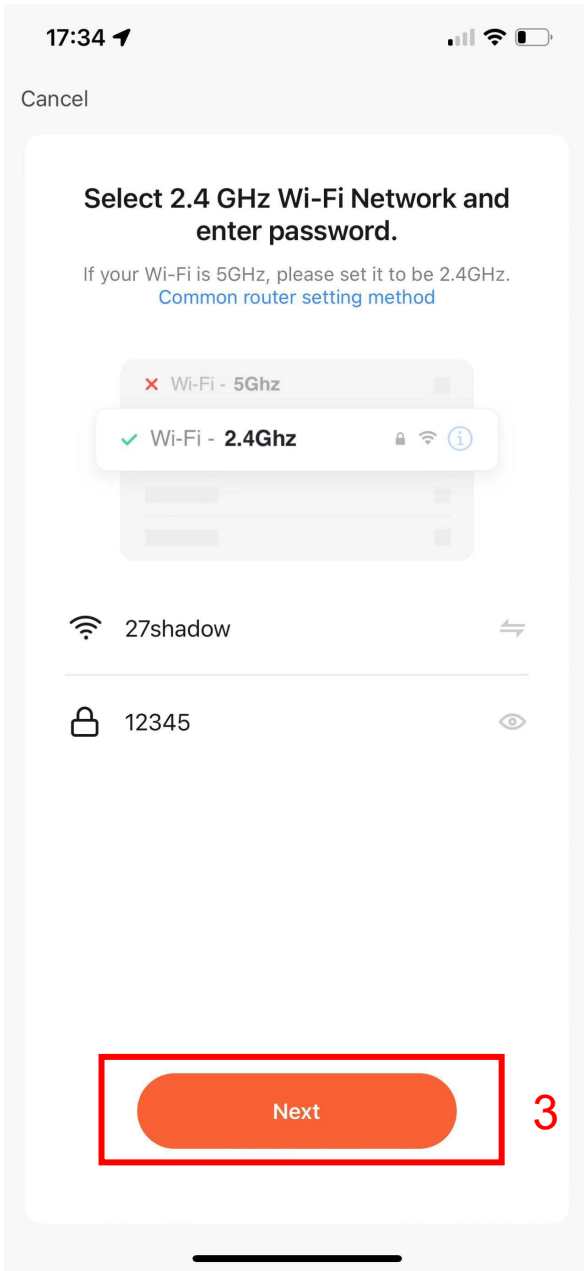 17:34
Cancel
Select 2.4 GHz Wi-Fi Network and
enter password.
If your Wi-Fi is 5GHz, please set it to be 2.4GHz.
Common router setting method
Wi-Fi - 5Ghz
Wi-Fi - 2.4Ghz
27shadow
12345
Next
3